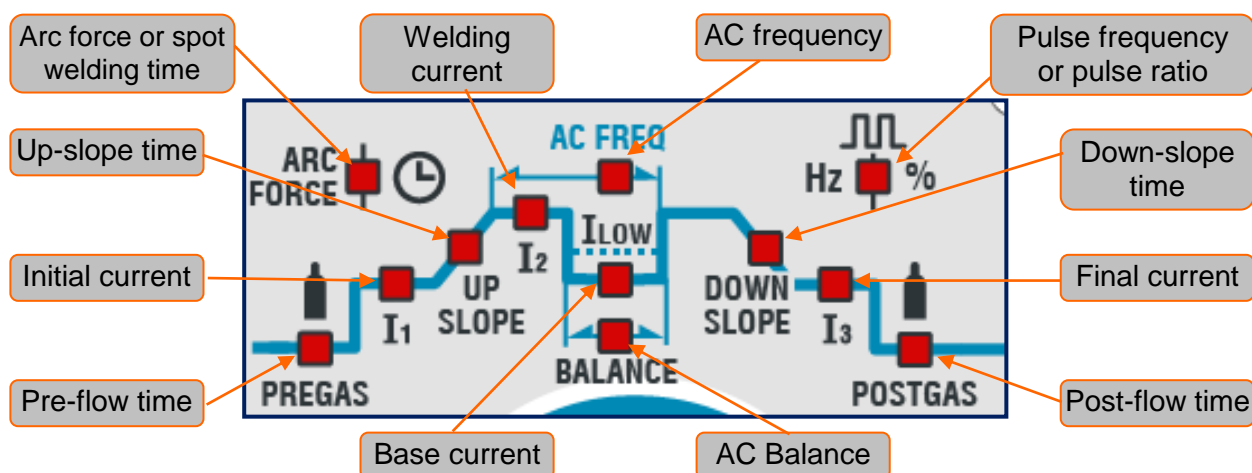 Arc force or spot
welding time
Welding
current
AC frequency
Pulse frequency
or pulse ratio
Up-slope time
Down-slope
time
Initial current
Final current
Pre-flow time
Base current
AC Balance
Post-flow time
ARC
FORCE
AC FREQ
Hz
%
I1
UP
SLOPE
I2
ILOW
DOWN
SLOPE
I3
PREGAS
BALANCE
POSTGAS